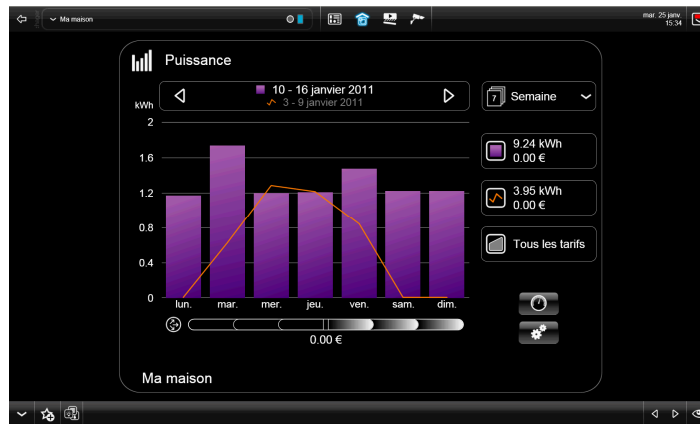 Ma maison
mar. 25 janv.
15:34
Puissance
10 - 16 janvier 2011
3 - 9 janvier 2011
7
Semaine
kWh
2
1.6
1.2
0.8
0.4
0
9.24 kWh
0.00 €
3.95 kWh
0.00 €
Tous les tarifs
lun. mar. mer. jeu. ven. sam. dim.
0.00 €
Ma maison